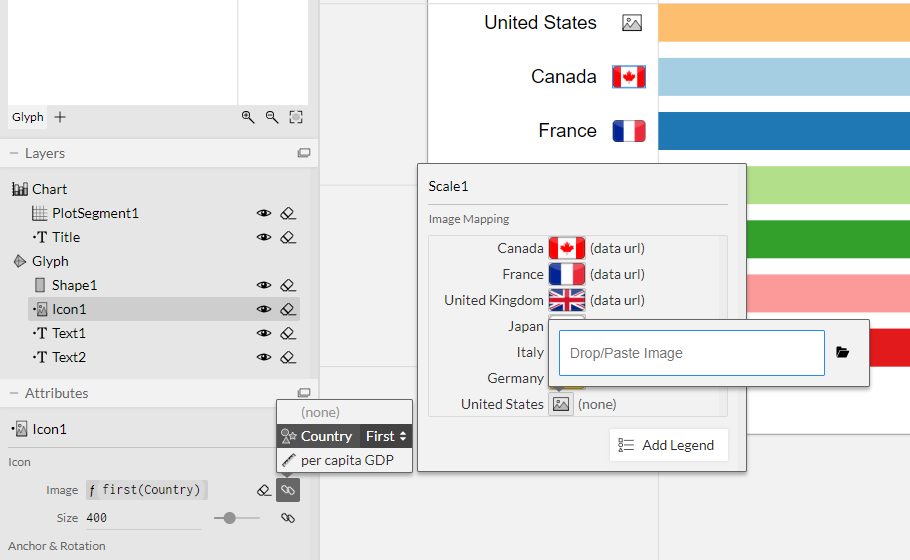 United States
Canada
France
Glyph
Layers
Chart
PlotSegment1
Title
Glyph
Shape1
Icon1
Text1
Text2
Attributes
Icon1
Icon
Image f first(Country)
Size 400
Anchor & Rotation
(none)
Country First
per capita GDP
Scale1
Image Mapping
Canada (data url)
France (data url)
United Kingdom (data url)
Japan
Italy
Germany
United States (none)
Drop/Paste Image
Add Legend